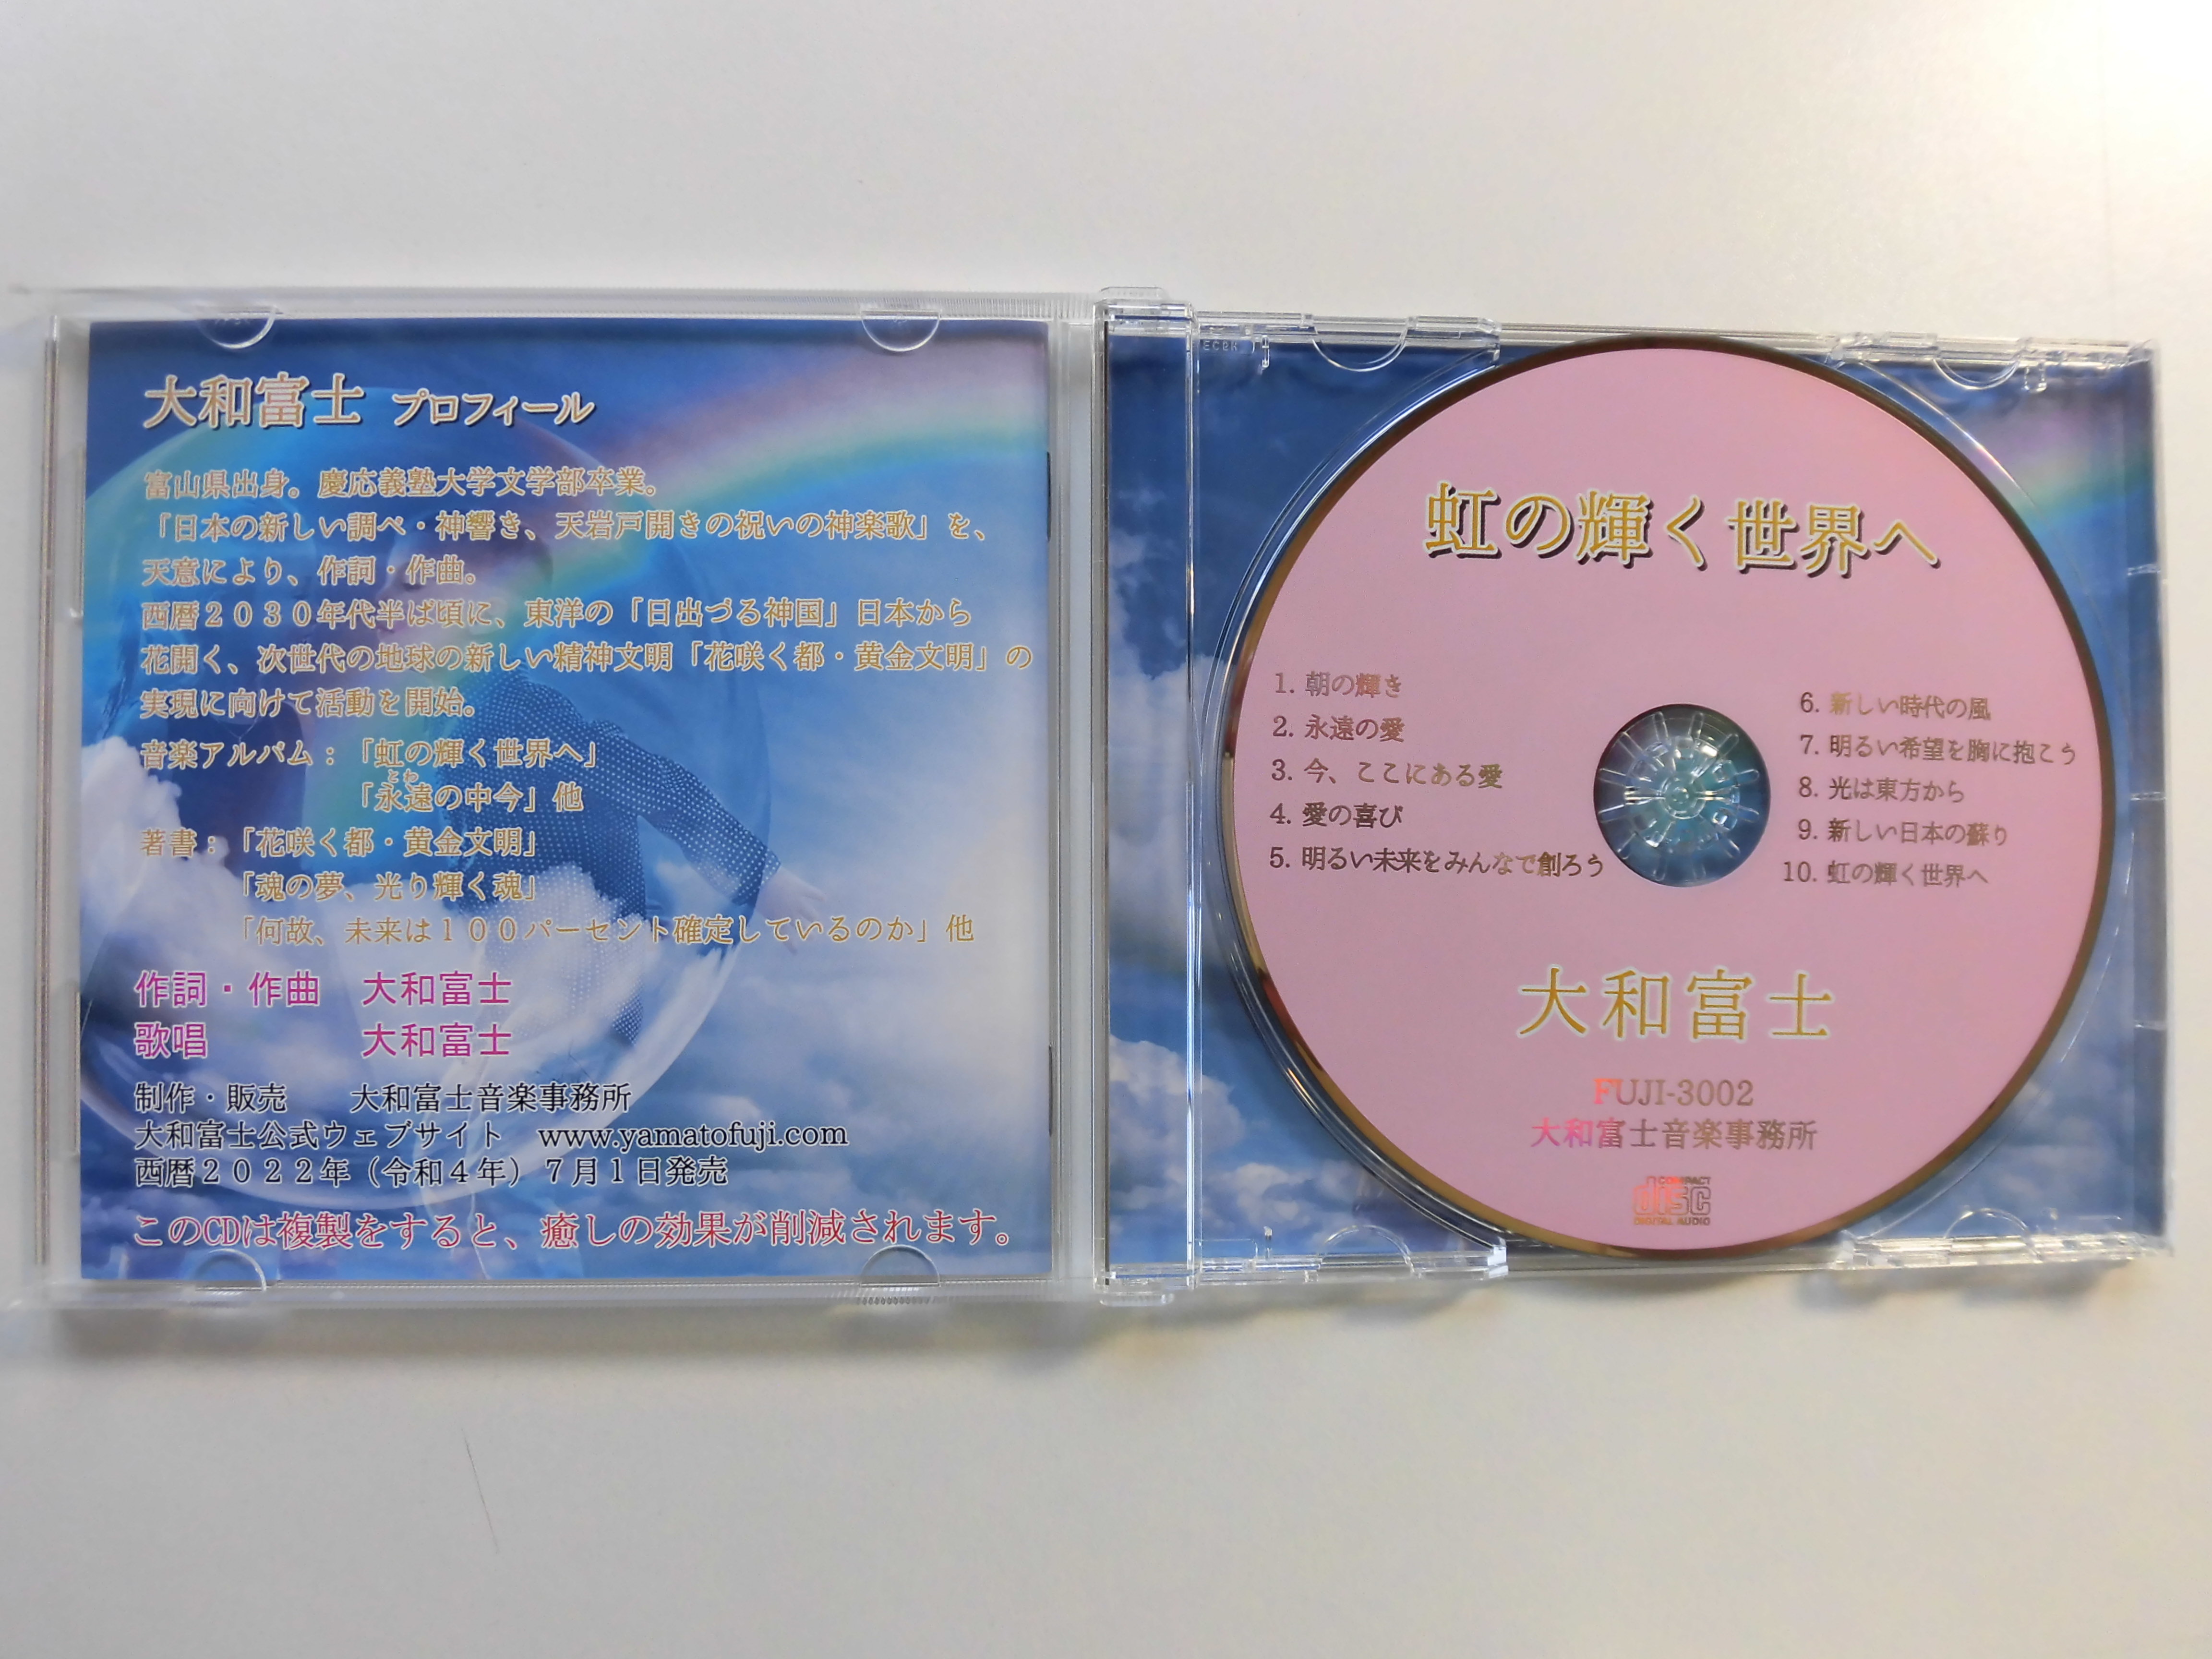 大和富士 プロフィール
富山県出身。慶応義塾大学文学部卒業。
「日本の新しい調べ・神響き、天岩戸開きの祝いの神楽歌」を、
天意により、作詞・作曲。
西暦２０３０年代半ば頃に、東洋の「日出づる神国」日本から
花開く、次世代の地球の新しい精神文明「花咲く都・黄金文明」の
実現に向けて活動を開始。
音楽アルバム：「虹の輝く世界へ」
とわ
「永遠の中今」他
著書：「花咲く都・黄金文明」
「魂の夢、光り輝く魂」
「何故、未来は１００パーセント確定しているのか」他
作詞・作曲 大和富士
歌唱 大和富士
制作・販売 大和富士音楽事務所
大和富士公式ウェブサイト www.yamatofuji.com
西暦２０２２年（令和４年）７月１日発売
このCDは複製をすると、癒しの効果が削減されます。
虹の輝く世界へ
1. 朝の輝き
2. 永遠の愛
3. 今、ここにある愛
4. 愛の喜び
5. 明るい未来をみんなで創ろう
6. 新しい時代の風
7. 明るい希望を胸に抱こう
8. 光は東方から
9. 新しい日本の蘇り
10. 虹の輝く世界へ
大和富士
FUJI-3002
大和富士音楽事務所
COMPACT
disc
DIGITAL AUDIO